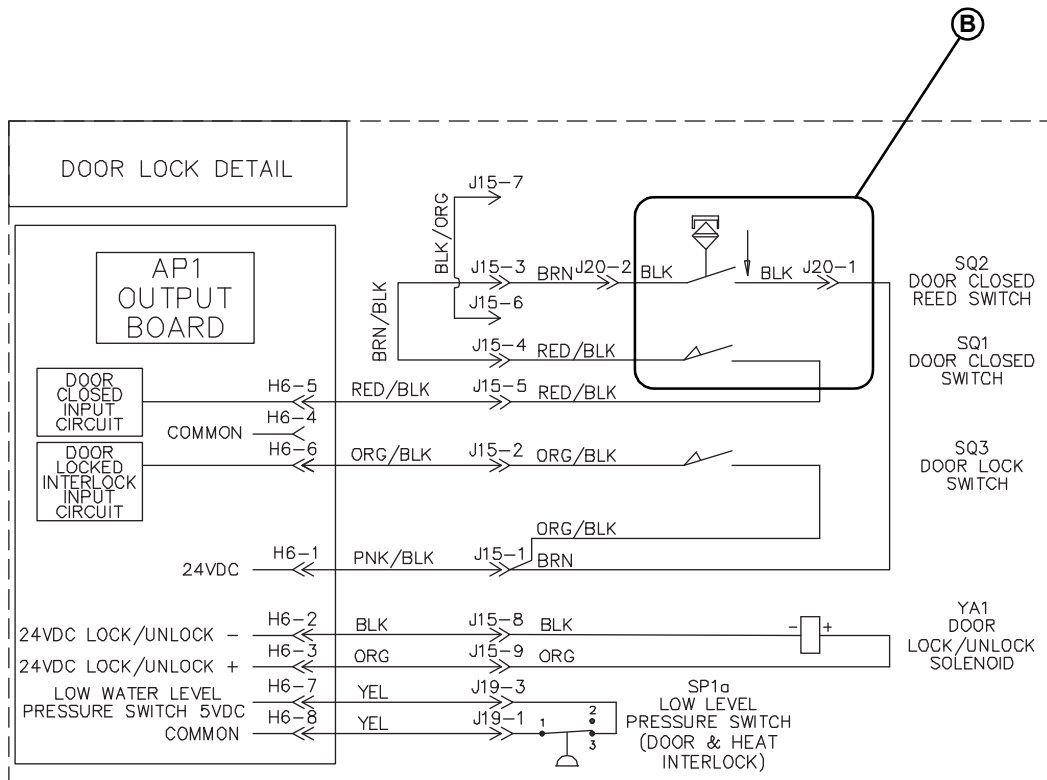 B
DOOR LOCK DETAIL
AP1
OUTPUT
BOARD
J15-7
BLK/ORG
J15-3
BRN
J20-2
BLK
BLK
J20-1
SQ2
DOOR CLOSED
REED SWITCH
J15-6
BRN/BLK
J15-4
RED/BLK
SQ1
DOOR CLOSED
SWITCH
DOOR
CLOSED
INPUT
CIRCUIT
H6-5
RED/BLK
J15-5
RED/BLK
COMMON
H6-4
DOOR
LOCKED
INTERLOCK
INPUT
CIRCUIT
H6-6
ORG/BLK
J15-2
ORG/BLK
SQ3
DOOR LOCK
SWITCH
ORG/BLK
24VDC
H6-1
PNK/BLK
J15-1
BRN
24VDC LOCK/UNLOCK -
H6-2
BLK
J15-8
BLK
- +
YA1
DOOR
LOCK/UNLOCK
SOLENOID
24VDC LOCK/UNLOCK +
H6-3
ORG
J15-9
ORG
LOW WATER LEVEL
PRESSURE SWITCH 5VDC
H6-7
YEL
J19-3
COMMON
H6-8
YEL
J19-1
1
2
3
SP1a
LOW LEVEL
PRESSURE SWITCH
(DOOR & HEAT
INTERLOCK)